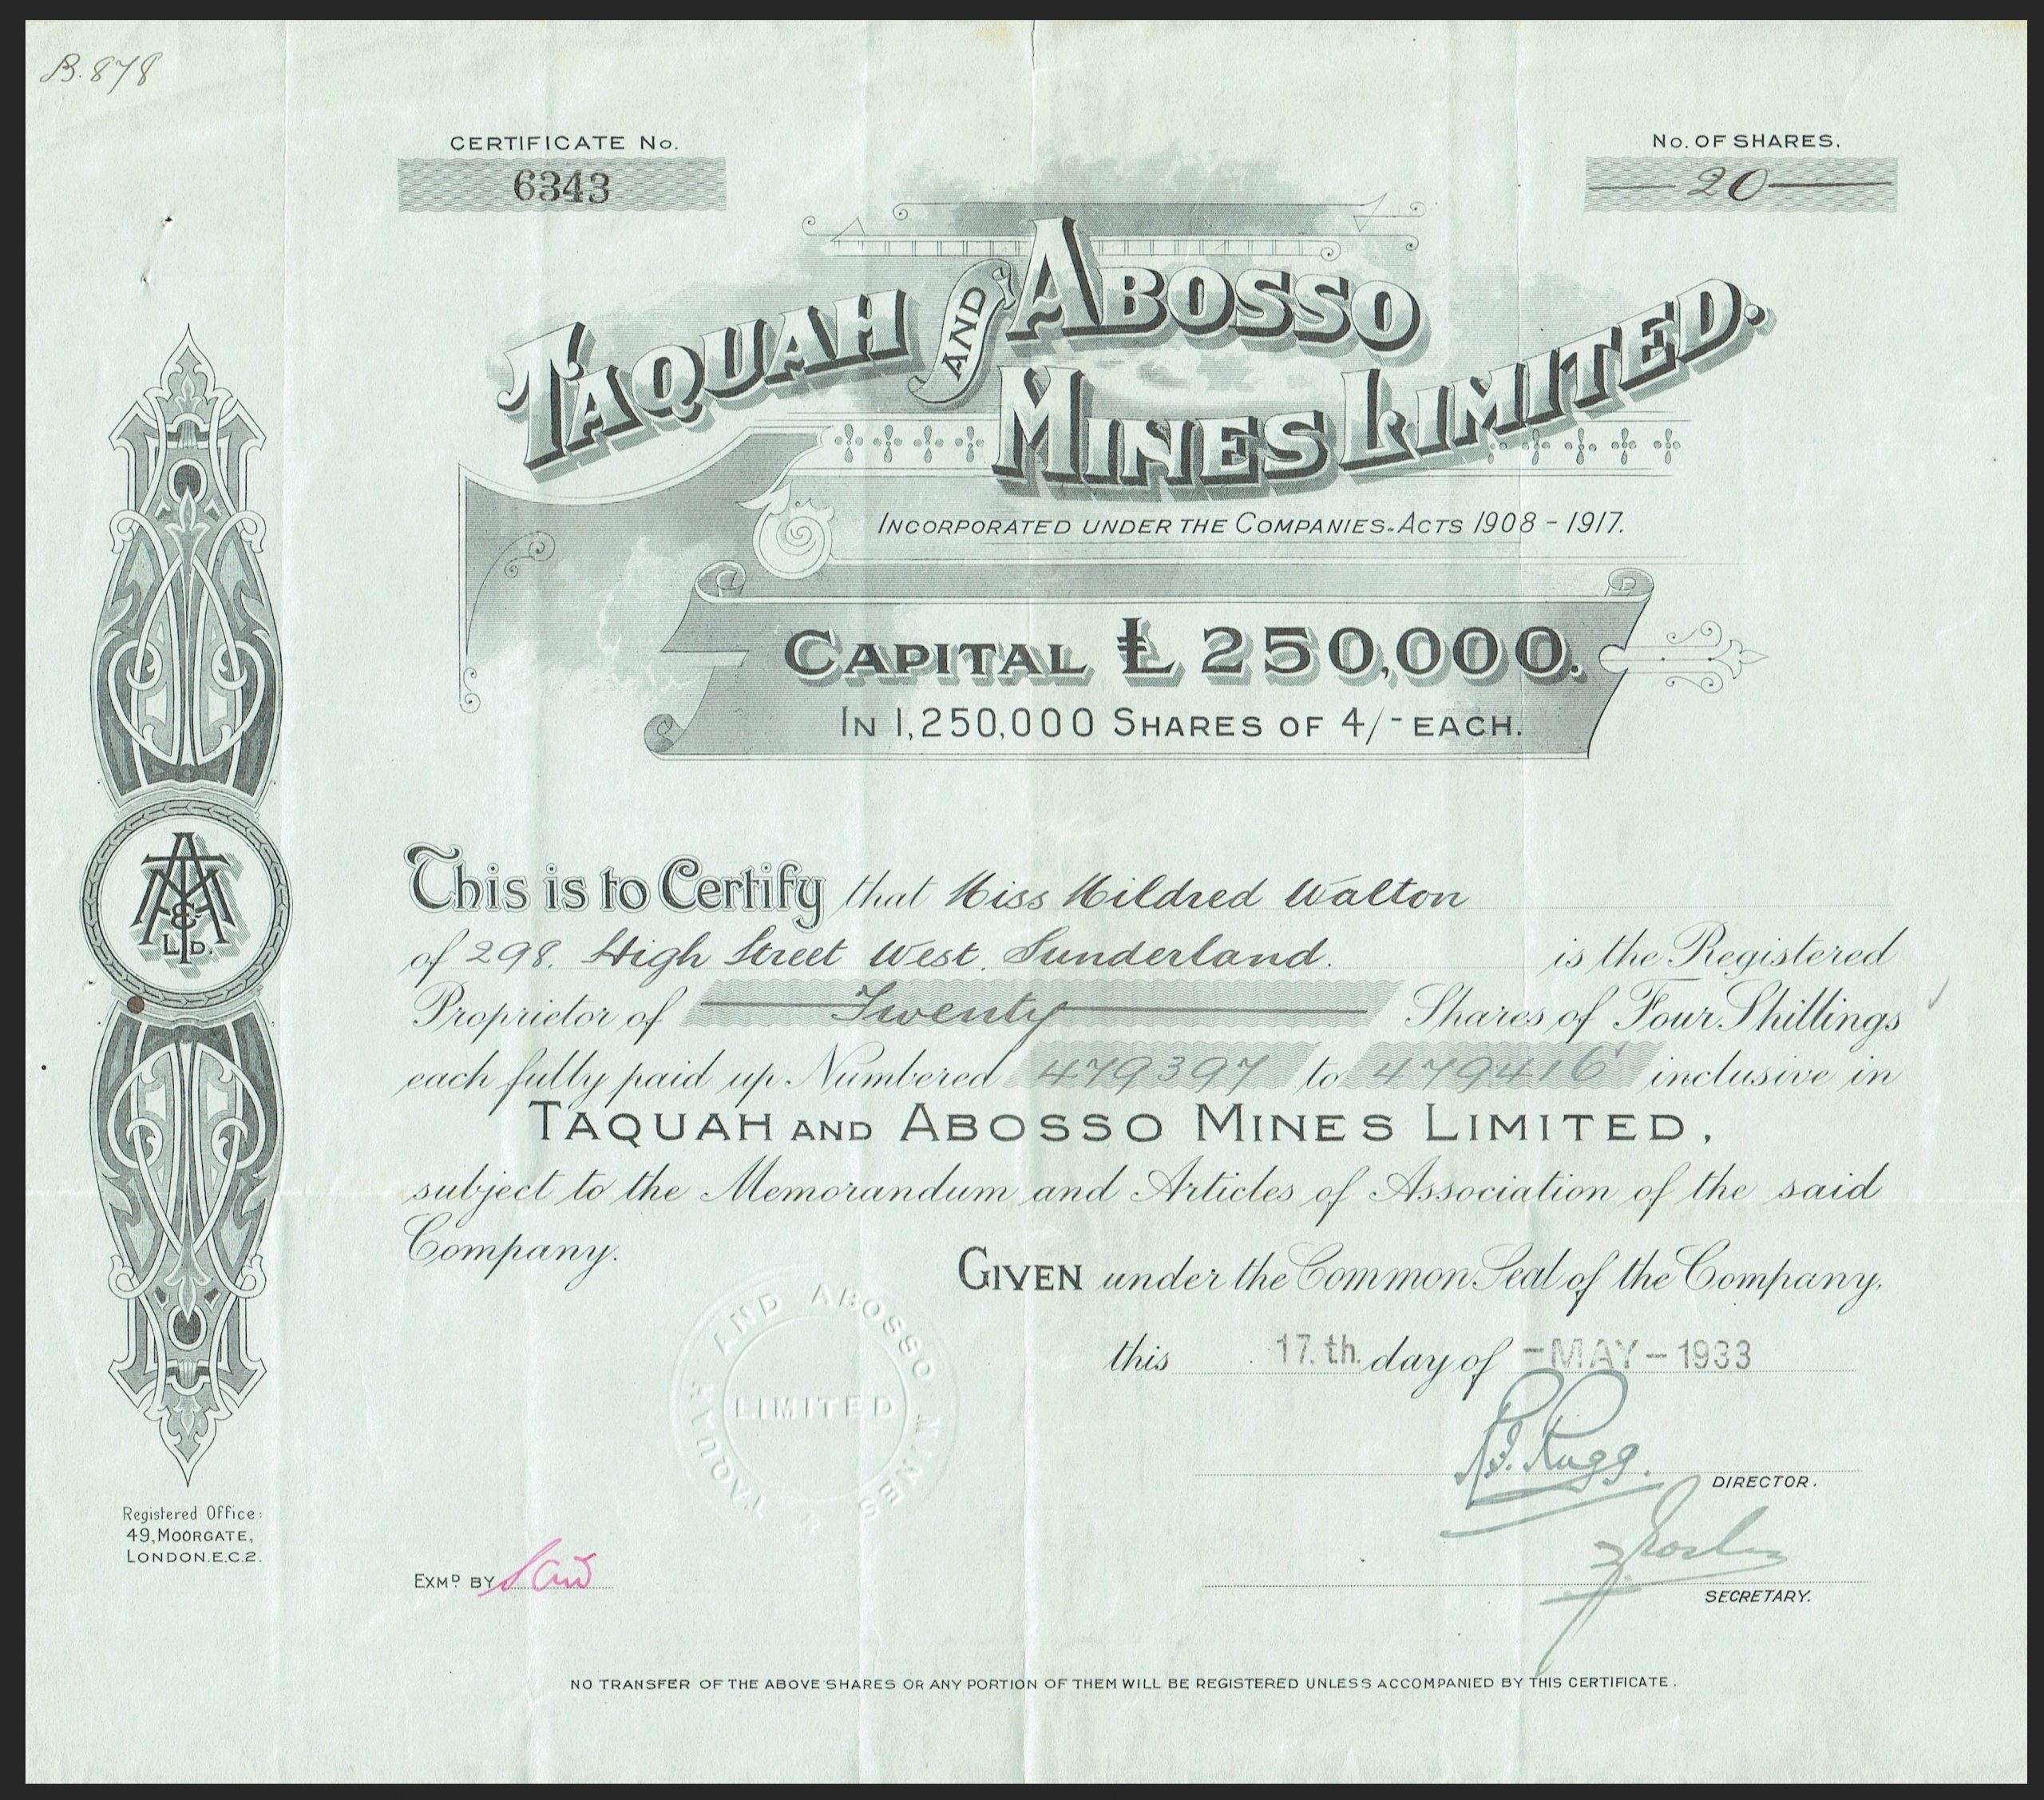 B.878
CERTIFICATE No.
6343
No. OF SHARES.
20
TAQUAH AND ABOSSO
MINES LIMITED.
INCORPORATED UNDER THE COMPANIES ACTS 1908 - 1917.
CAPITAL £ 250,000.
IN 1,250,000 SHARES OF 4/- EACH.
This is to Certify that Miss Mildred Walton
of 298. High Street West. Sunderland. is the Registered
Proprietor of Twenty Shares of Four Shillings
each fully paid up Numbered 479397 to 479416 inclusive in
TAQUAH AND ABOSSO MINES LIMITED,
subject to the Memorandum and Articles of Association of the said
Company.
GIVEN under the Common Seal of the Company,
this 17.th. day of -MAY-1933
TAQUAH AND ABOSSO MINES
LIMITED
Rugg.
DIRECTOR.
SECRETARY.
EXMD. BY
TAM & LD.
Registered Office:
49, MOORGATE,
LONDON. E.C.2.
NO TRANSFER OF THE ABOVE SHARES OR ANY PORTION OF THEM WILL BE REGISTERED UNLESS ACCOMPANIED BY THIS CERTIFICATE.